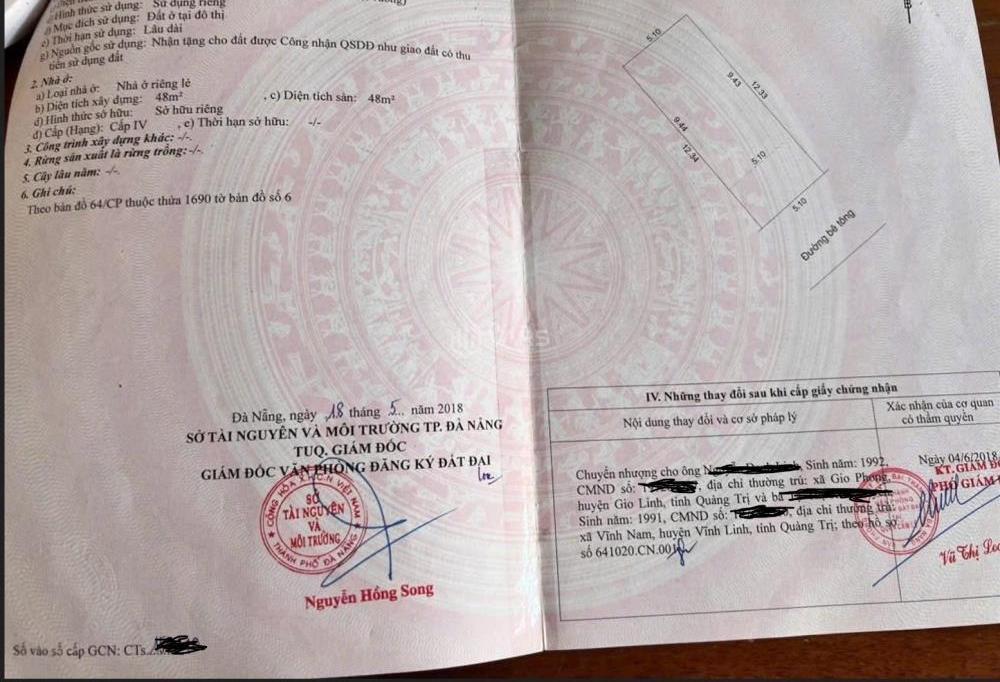 Hình thức sử dụng: Sử dụng riêng
đ) Mục đích sử dụng: Đất ở tại đô thị
e) Thời hạn sử dụng: Lâu dài
g) Nguồn gốc sử dụng: Nhận tặng cho đất được Công nhận QSDĐ như giao đất có thu
tiền sử dụng đất
2. Nhà ở:
a) Loại nhà ở: Nhà ở riêng lẻ
b) Diện tích xây dựng: 48m² , c) Diện tích sàn: 48m²
d) Hình thức sở hữu: Sở hữu riêng
đ) Cấp (Hạng): Cấp IV , e) Thời hạn sở hữu: -/-
3. Công trình xây dựng khác: -/-.
4. Rừng sản xuất là rừng trồng: -/-.
5. Cây lâu năm: -/-.
6. Ghi chú:
Theo bản đồ 64/CP thuộc thửa 1690 tờ bản đồ số 6
Đà Nẵng, ngày 18 tháng 5 năm 2018
SỞ TÀI NGUYÊN VÀ MÔI TRƯỜNG TP. ĐÀ NẴNG
TUQ. GIÁM ĐỐC
GIÁM ĐỐC VĂN PHÒNG ĐĂNG KÝ ĐẤT ĐAI
CỘNG HÒA X.H.C.N VIỆT NAM
SỞ
TÀI NGUYÊN
VÀ
MÔI TRƯỜNG
THÀNH PHỐ ĐÀ NẴNG
Nguyễn Hồng Song
Số vào sổ cấp GCN: CTs.
5.10
9.43
12.33
9.44
12.34
5.10
5.10
Đường bê tông
IV. Những thay đổi sau khi cấp giấy chứng nhận
Nội dung thay đổi và cơ sở pháp lý
Xác nhận của cơ quan
có thẩm quyền
Chuyển nhượng cho ông , Sinh năm: 1992,
CMND số: , địa chỉ thường trú: xã Gio Phong,
huyện Gio Linh, tỉnh Quảng Trị và bà
Sinh năm: 1991, CMND số: , địa chỉ thường trú:
xã Vĩnh Nam, huyện Vĩnh Linh, tỉnh Quảng Trị; theo hồ sơ
số 641020.CN.001
Ngày 04/6/2018
KT. GIÁM ĐỐ
PHÓ GIÁM
Vũ Thị